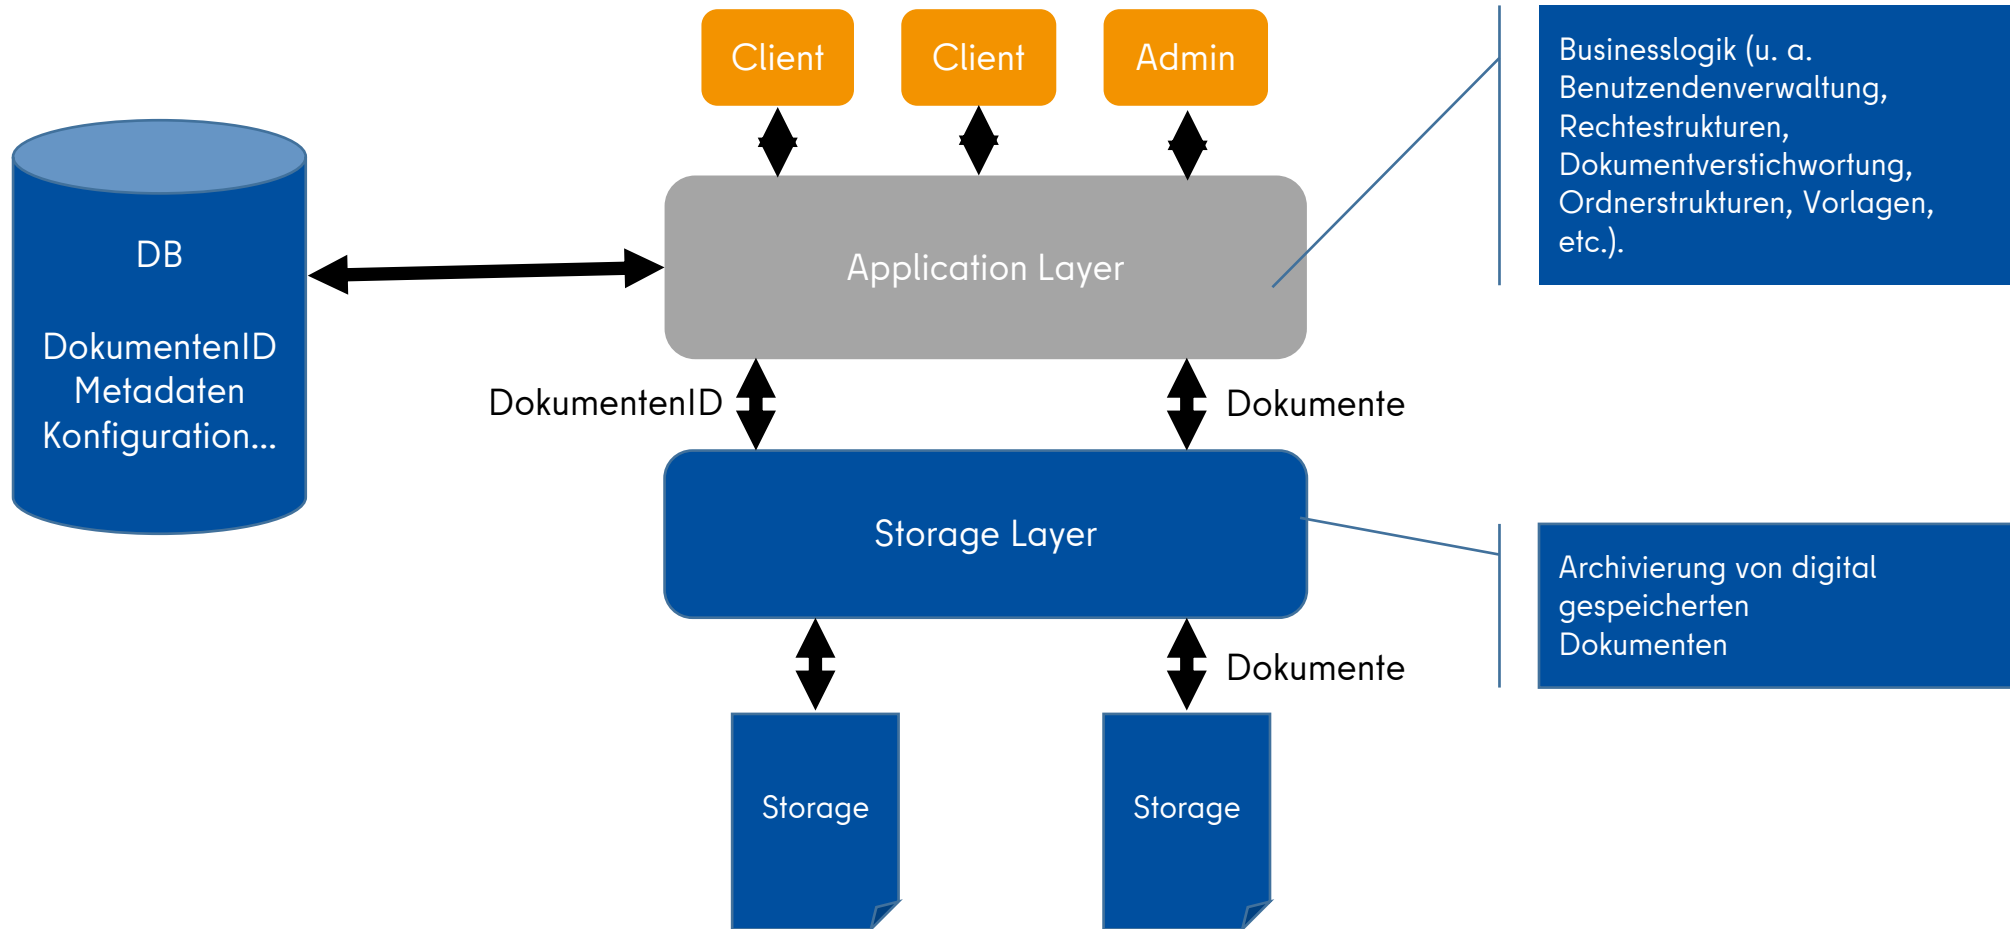 Client
Client
Admin
Businesslogik (u. a.
Benutzendenverwaltung,
Rechtestrukturen,
Dokumentverstichwortung,
Ordnerstrukturen, Vorlagen,
etc.).
DB
DokumentenID
Metadaten
Konfiguration...
Application Layer
DokumentenID
Dokumente
Storage Layer
Archivierung von digital
gespeicherten
Dokumenten
Dokumente
Storage
Storage